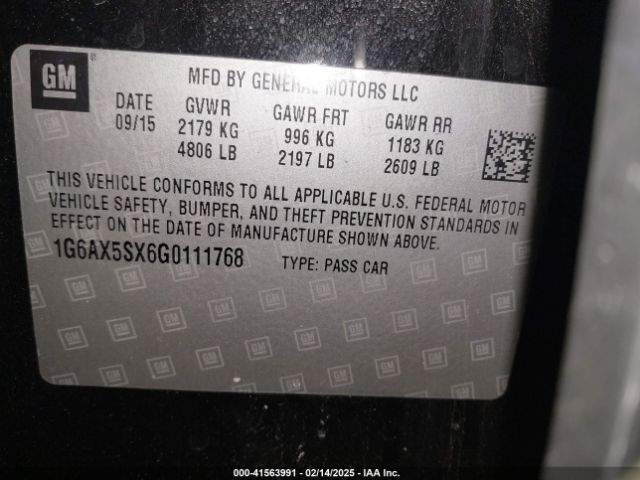 GM
MFD BY GENERAL MOTORS LLC
DATE GVWR GAWR FRT GAWR RR
09/15 2179 KG 996 KG 1183 KG
4806 LB 2197 LB 2609 LB
THIS VEHICLE CONFORMS TO ALL APPLICABLE U.S. FEDERAL MOTOR
VEHICLE SAFETY, BUMPER, AND THEFT PREVENTION STANDARDS IN
EFFECT ON THE DATE OF MANUFACTURE SHOWN ABOVE.
1G6AX5SX6G0111768 TYPE: PASS CAR
000-41563991 - 02/14/2025 - IAA Inc.